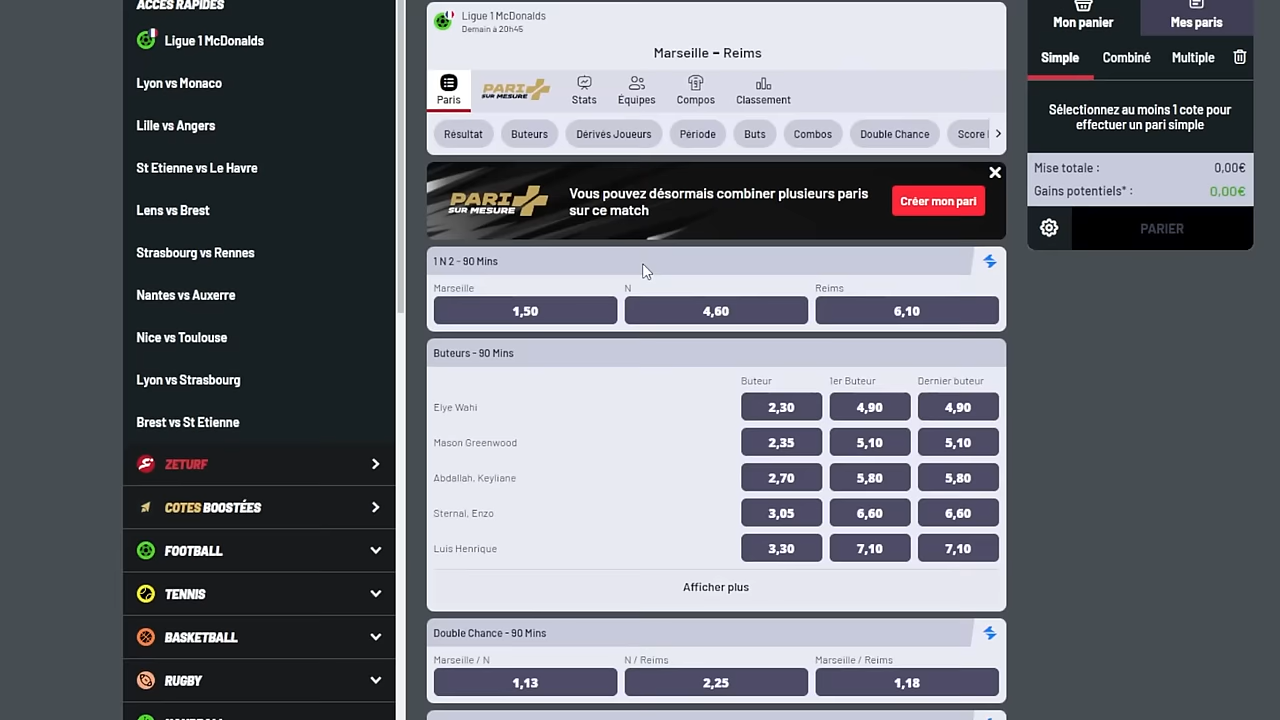 ACCÈS RAPIDES
Ligue 1 McDonalds
Lyon vs Monaco
Lille vs Angers
St Etienne vs Le Havre
Lens vs Brest
Strasbourg vs Rennes
Nantes vs Auxerre
Nice vs Toulouse
Lyon vs Strasbourg
Brest vs St Etienne
ZETURF
COTES BOOSTÉES
FOOTBALL
TENNIS
BASKETBALL
RUGBY
Ligue 1 McDonalds
Demain à 20h45
Marseille – Reims
Paris
PARI SUR MESURE
Stats
Équipes
Compos
Classement
Résultat
Buteurs
Dérivés Joueurs
Période
Buts
Combos
Double Chance
Score
PARI
SUR MESURE
Vous pouvez désormais combiner plusieurs paris
sur ce match
Créer mon pari
1 N 2 - 90 Mins
Marseille N Reims
1,50 4,60 6,10
Buteurs - 90 Mins
Buteur 1er Buteur Dernier buteur
Elye Wahi 2,30 4,90 4,90
Mason Greenwood 2,35 5,10 5,10
Abdallah, Keyliane 2,70 5,80 5,80
Sternal, Enzo 3,05 6,60 6,60
Luis Henrique 3,30 7,10 7,10
Afficher plus
Double Chance - 90 Mins
Marseille / N N / Reims Marseille / Reims
1,13 2,25 1,18
Mon panier
Mes paris
Simple Combiné Multiple
Sélectionnez au moins 1 cote pour
effectuer un pari simple
Mise totale : 0,00€
Gains potentiels* : 0,00€
PARIER